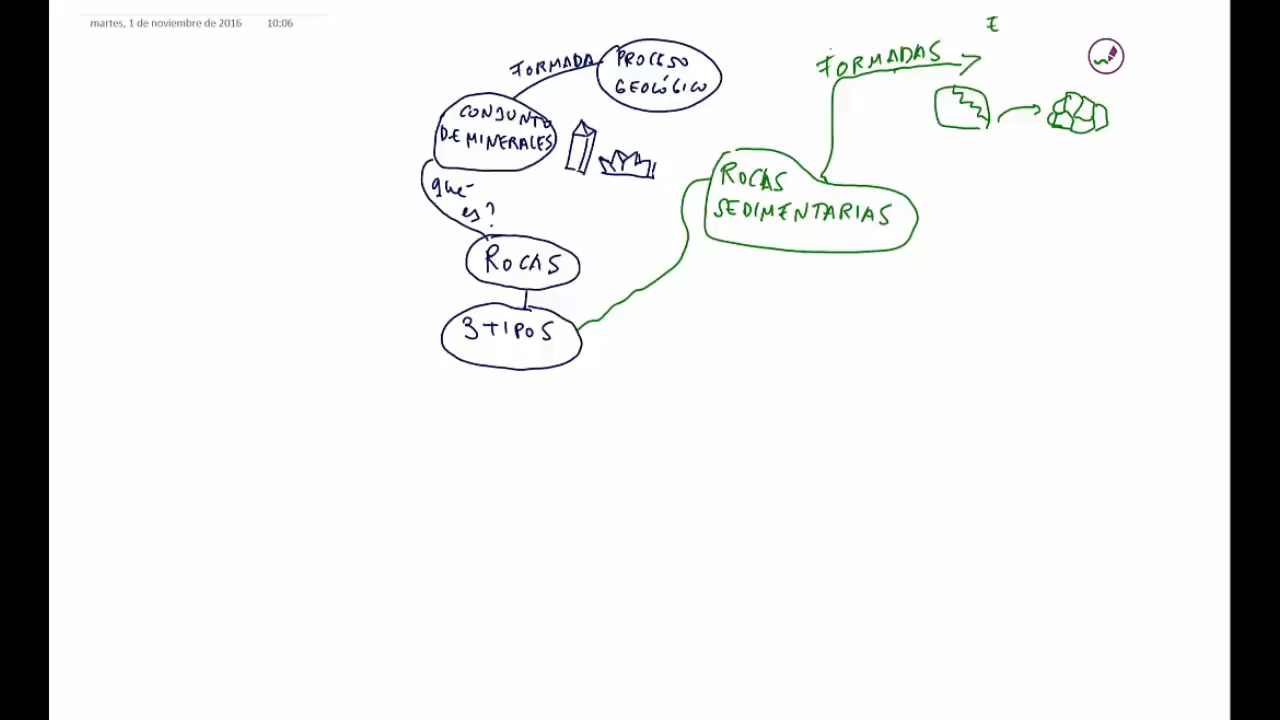 martes, 1 de noviembre de 2016 10:06
E
FORMADAS
FORMADA
PROCESO
GEOLÓGICO
CONJUNTO
DE MINERALES
que
es?
ROCAS
SEDIMENTARIAS
ROCAS
3 TIPOS